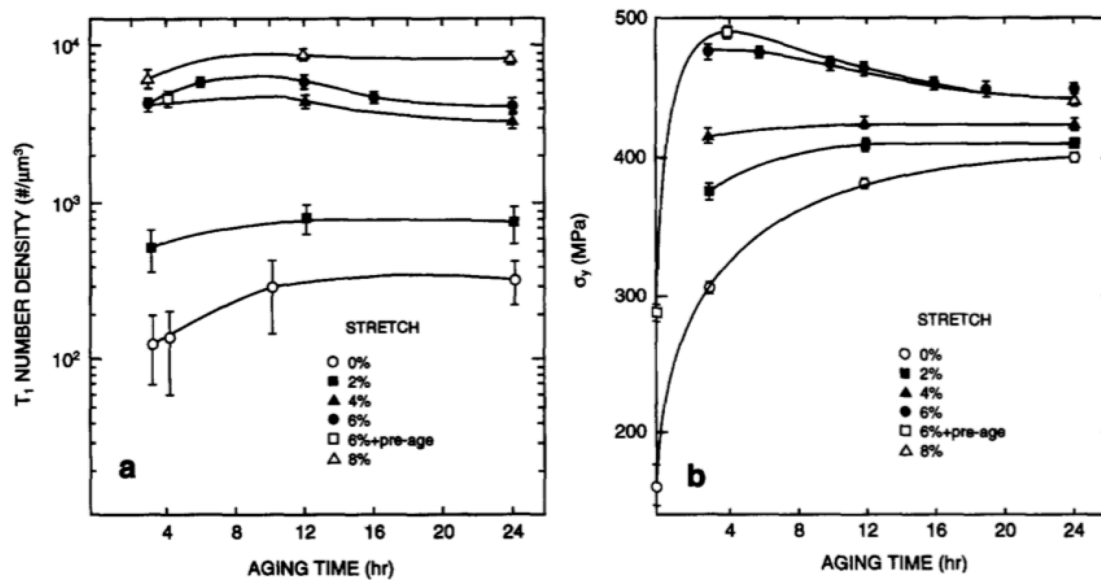 10⁴
10³
10²
T₁ NUMBER DENSITY (#/μm³)
STRETCH
0%
2%
4%
6%
6%+pre-age
8%
a
4 8 12 16 20 24
AGING TIME (hr)
500
400
300
200
σy (MPa)
STRETCH
0%
2%
4%
6%
6%+pre-age
8%
b
4 8 12 16 20 24
AGING TIME (hr)